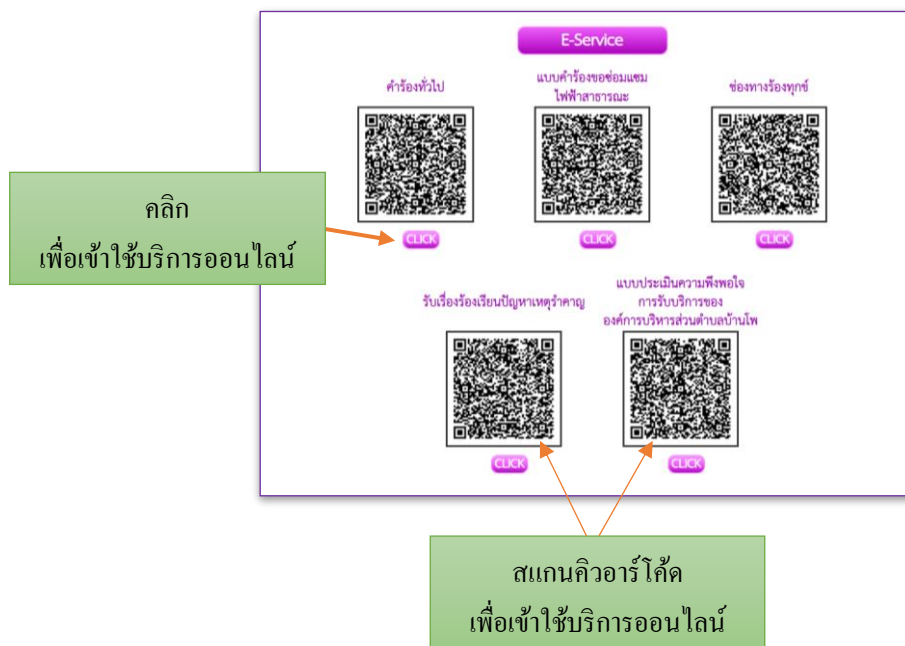 E-Service
คำร้องทั่วไป
แบบคำร้องขอซ่อมแซม
ไฟฟ้าสาธารณะ
ช่องทางร้องทุกข์
CLICK
CLICK
CLICK
คลิก
เพื่อเข้าใช้บริการออนไลน์
รับเรื่องร้องเรียนปัญหาเหตุรำคาญ
แบบประเมินความพึงพอใจ
การรับบริการของ
องค์การบริหารส่วนตำบลบ้านโพ
CLICK
CLICK
สแกนคิวอาร์โค้ด
เพื่อเข้าใช้บริการออนไลน์